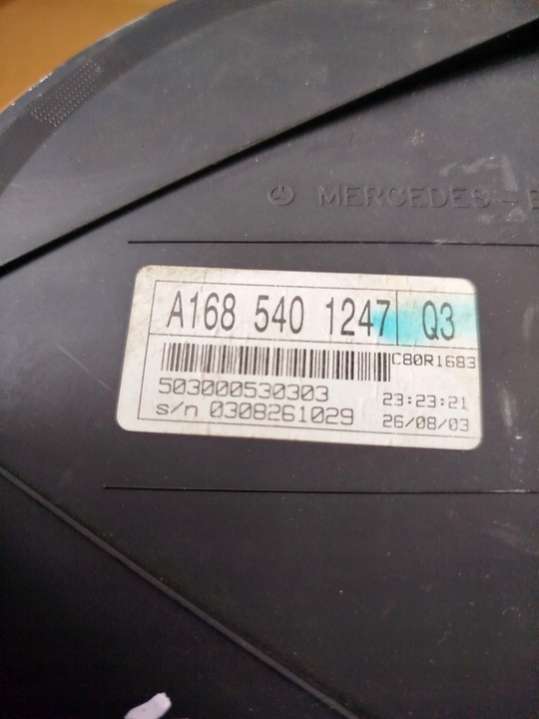 MERCEDES-B
A168 540 1247 Q3
C80R1683
503000530303 23:23:21
s/n 0308261029 26/08/03